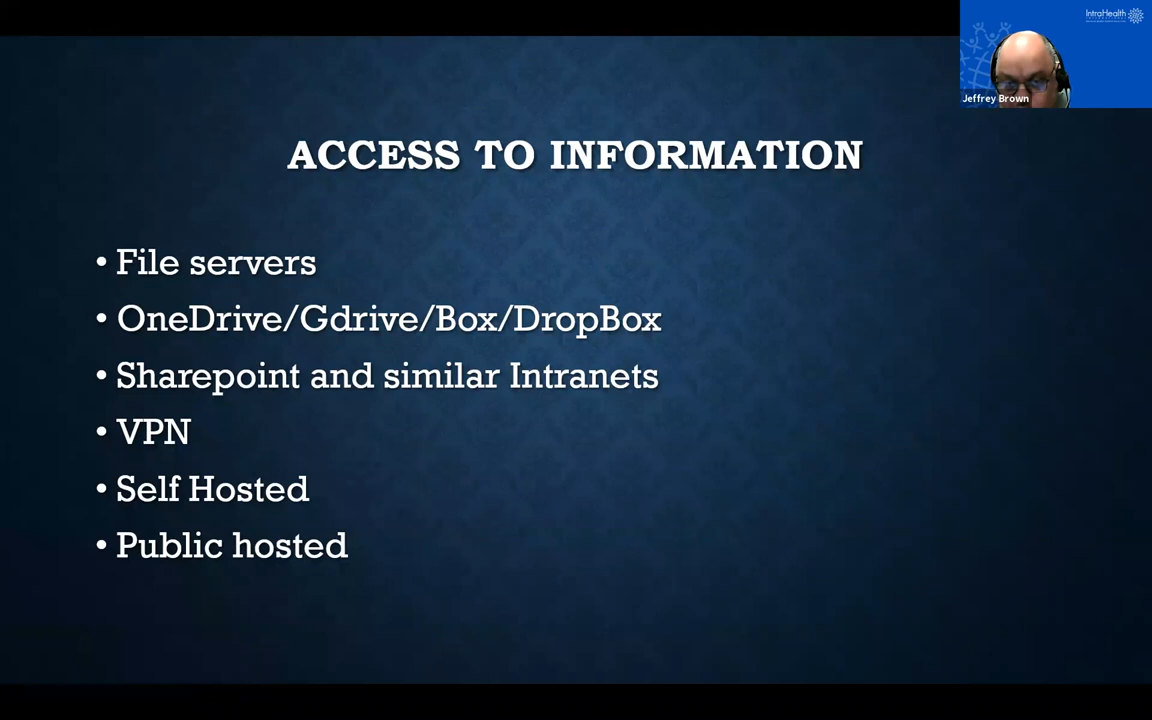 IntraHealth
Jeffrey Brown
ACCESS TO INFORMATION
• File servers
• OneDrive/Gdrive/Box/DropBox
• Sharepoint and similar Intranets
• VPN
• Self Hosted
• Public hosted